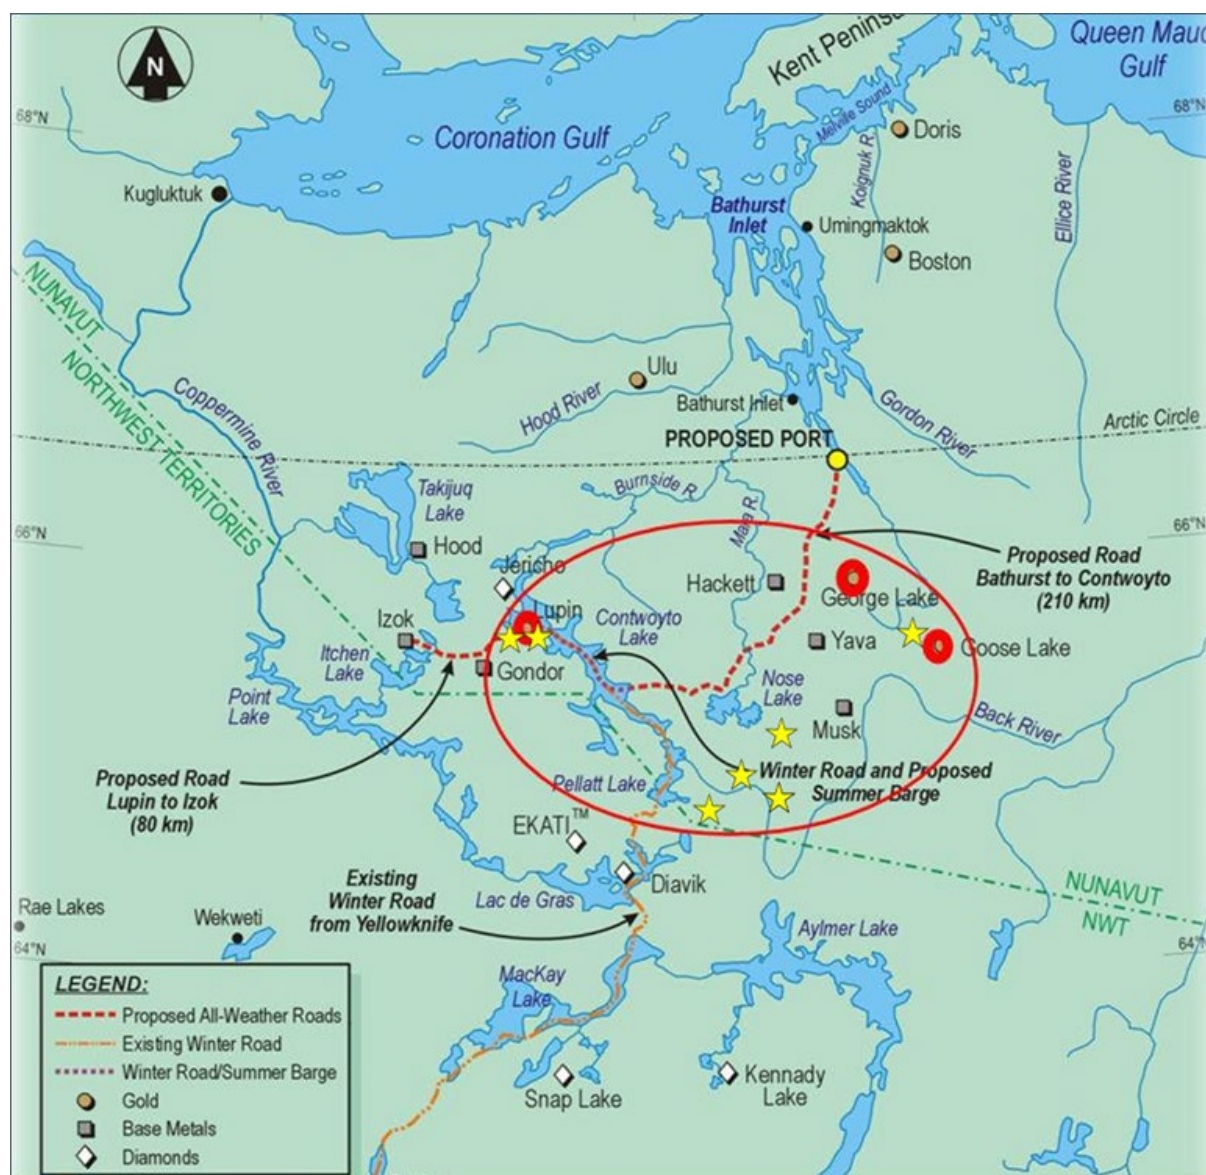 N
Queen Maud
Gulf
Kent Peninsu
68°N
Coronation Gulf
Melville Sound
68°N
Doris
Koignuk R.
Ellice River
Kugluktuk
Bathurst
Inlet
Umingmaktok
Boston
NUNAVUT
NORTHWEST TERRITORIES
Coppermine
River
Ulu
Hood River
Bathurst Inlet
Gordon River
PROPOSED PORT
Arctic Circle
Takijuq
Lake
Burnside R.
Mara R.
66°N
66°N
Hood
Jericho
Proposed Road
Bathurst to Contwoyto
(210 km)
Hackett
George Lake
Izok
Lupin
Contwoyto
Lake
Yava
Goose Lake
Itchen
Lake
Gondor
Nose
Lake
Point
Lake
Musk
Back River
Proposed Road
Lupin to Izok
(80 km)
Pellatt Lake
Winter Road and Proposed
Summer Barge
EKATI™
Existing
Winter Road
from Yellowknife
Diavik
Lac de Gras
NUNAVUT
NWT
Rae Lakes
Wekweti
Aylmer Lake
64°N
64°
MacKay
Lake
Snap Lake
Kennady
Lake
LEGEND:
Proposed All-Weather Roads
Existing Winter Road
Winter Road/Summer Barge
Gold
Base Metals
Diamonds